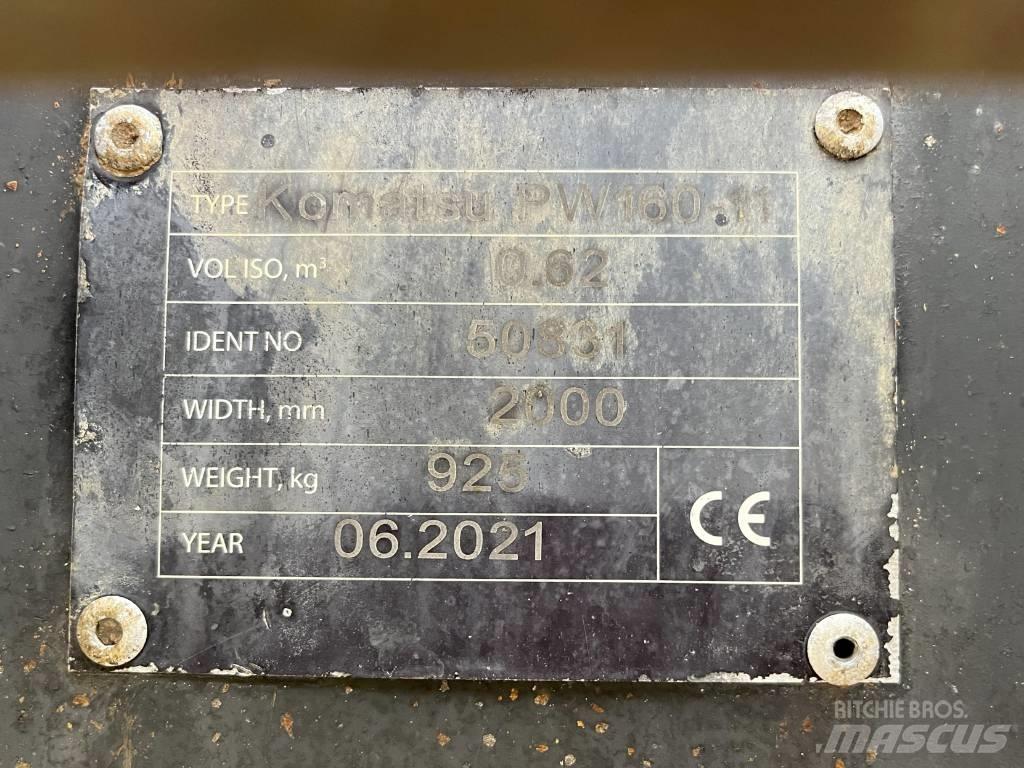 TYPE Komatsu PW160-11
VOL ISO, m³ 0.62
IDENT NO 50831
WIDTH, mm 2000
WEIGHT, kg 925
CE
YEAR 06.2021
RITCHIE BROS.
MASCUS